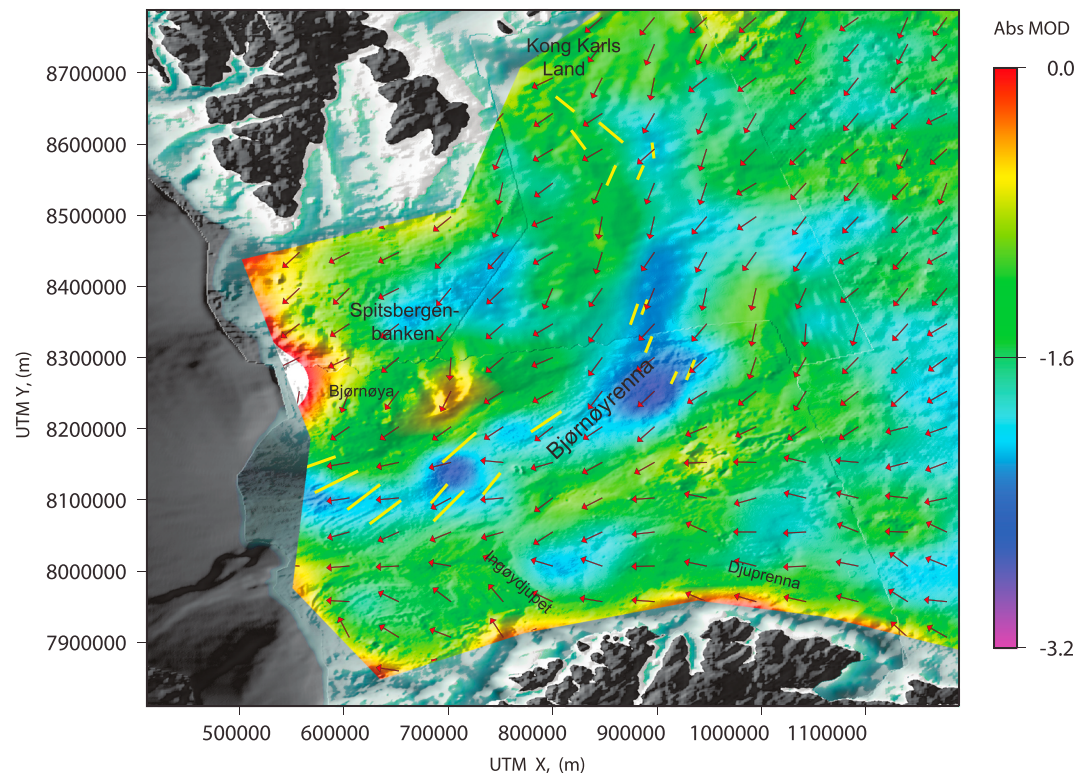 Abs MOD
0.0
-1.6
-3.2
UTM Y, (m)
8700000
8600000
8500000
8400000
8300000
8200000
8100000
8000000
7900000
Kong Karls
Land
Spitsbergen-
banken
Bjørnøya
Bjørnøyrenna
Ingøydjubet
Djuprenna
500000
600000
700000
800000
900000
1000000
1100000
UTM X, (m)